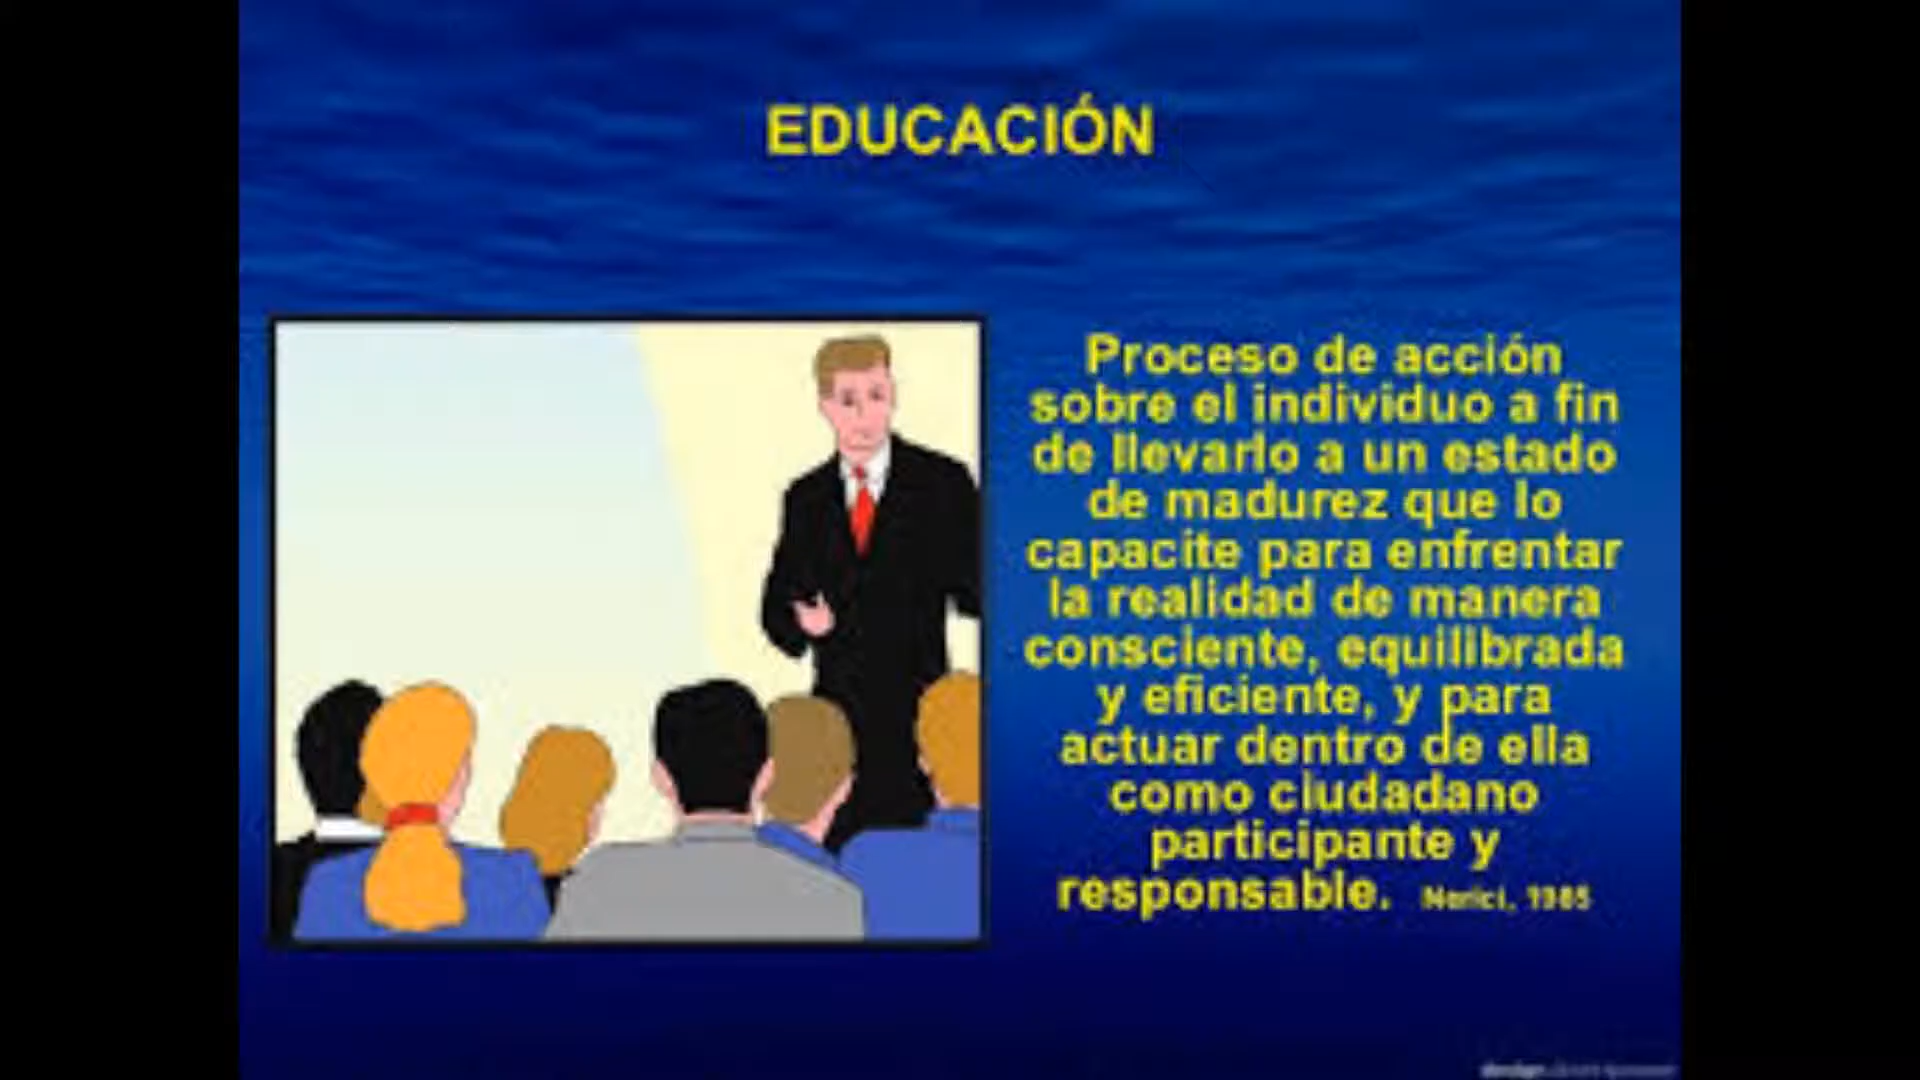 EDUCACIÓN
Proceso de acción
sobre el individuo a fin
de llevarlo a un estado
de madurez que lo
capacite para enfrentar
la realidad de manera
consciente, equilibrada
y eficiente, y para
actuar dentro de ella
como ciudadano
participante y
responsable. Nerici, 1985